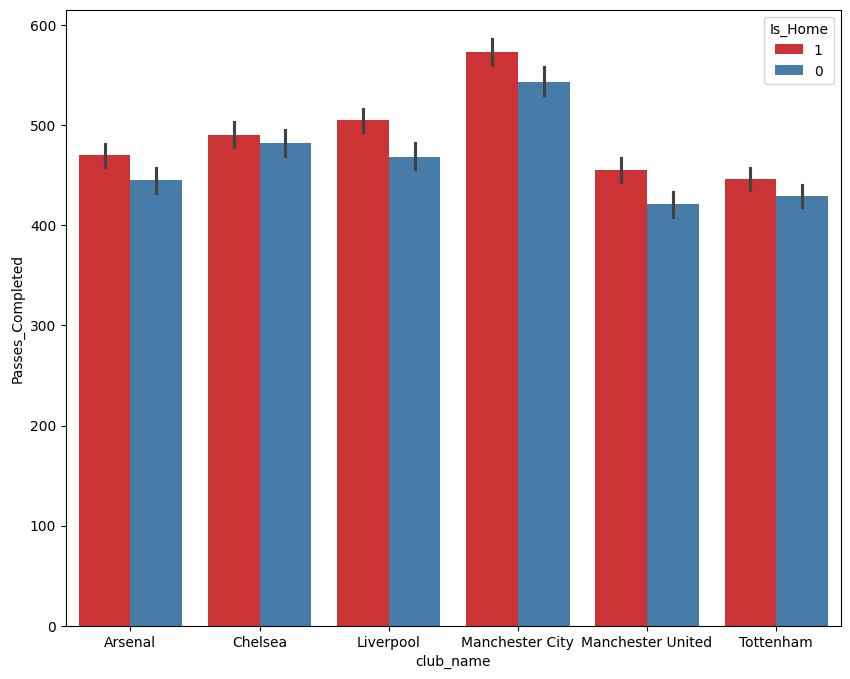 Is_Home
1
0
600
500
400
300
200
100
0
Passes_Completed
Arsenal Chelsea Liverpool Manchester City Manchester United Tottenham
club_name